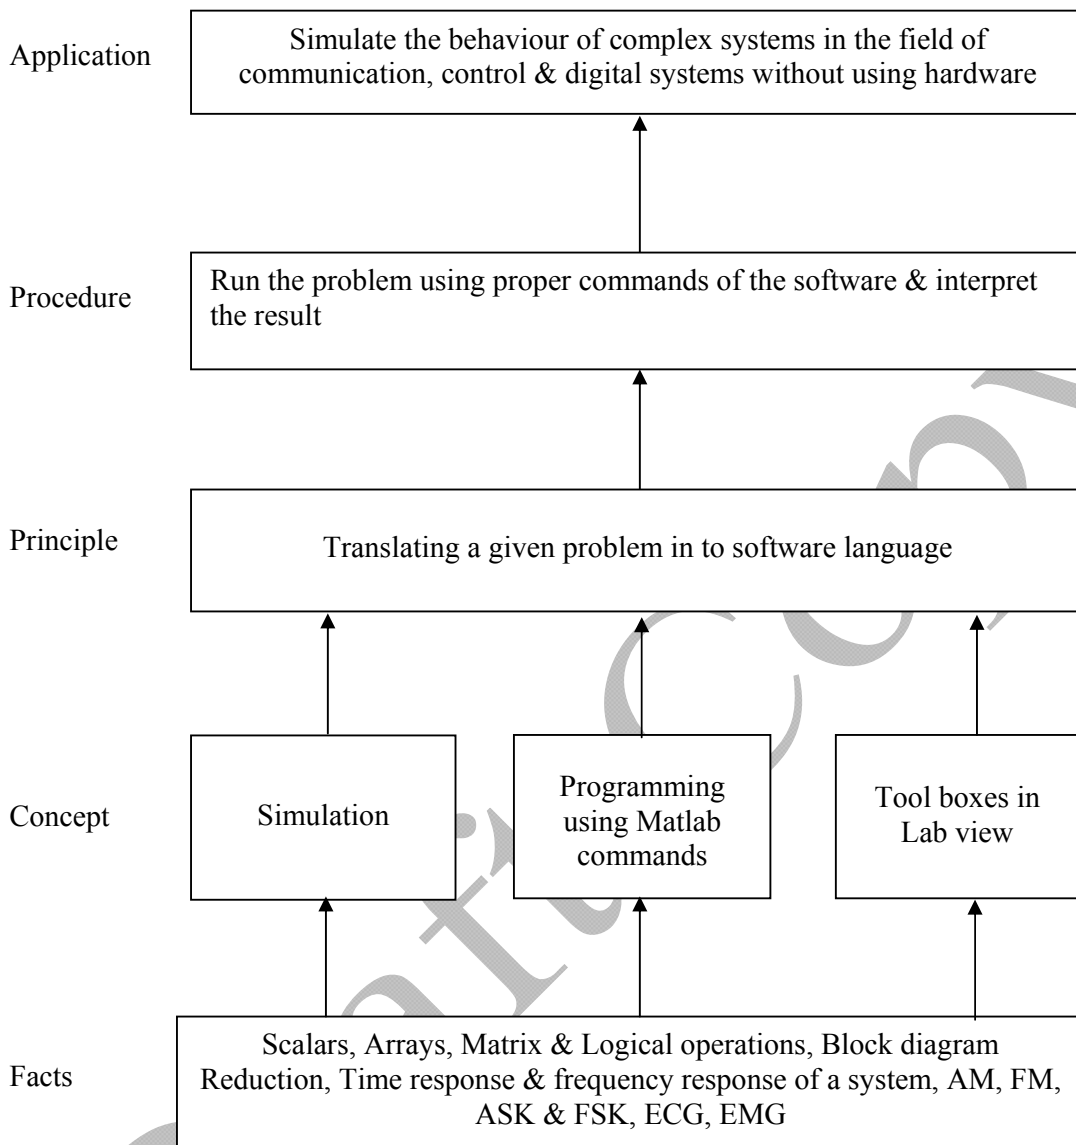 Application
Simulate the behaviour of complex systems in the field of
communication, control & digital systems without using hardware
Procedure
Run the problem using proper commands of the software & interpret
the result
Principle
Translating a given problem in to software language
Concept
Simulation
Programming
using Matlab
commands
Tool boxes in
Lab view
Facts
Scalars, Arrays, Matrix & Logical operations, Block diagram
Reduction, Time response & frequency response of a system, AM, FM,
ASK & FSK, ECG, EMG